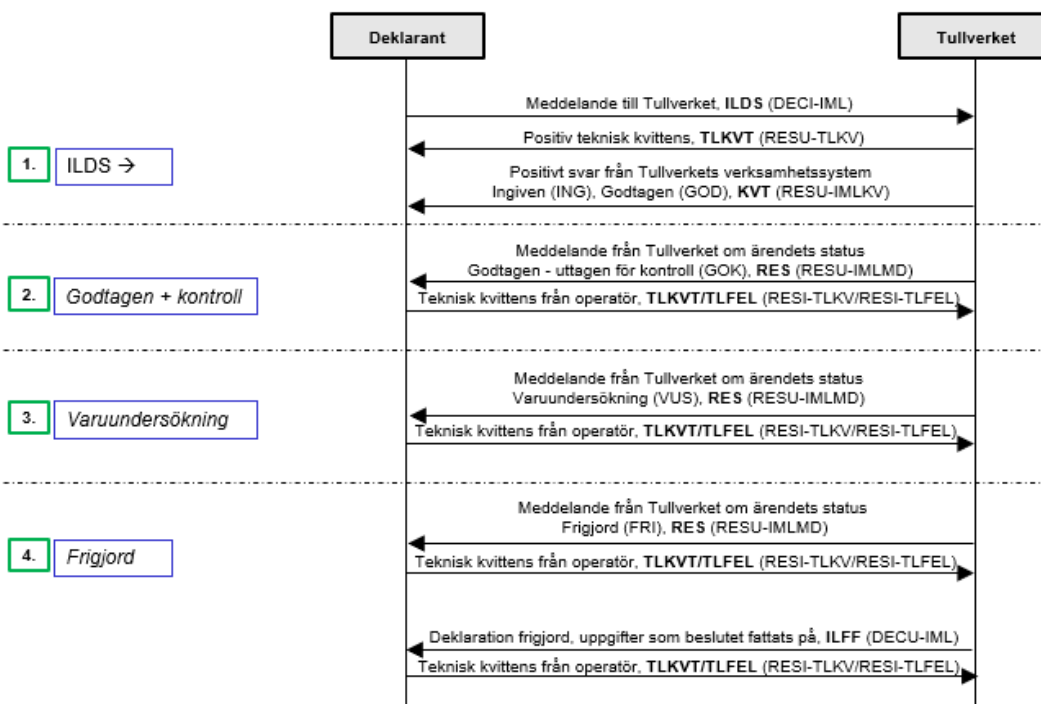 Deklarant
Tullverket
Meddelande till Tullverket, ILDS (DECI-IML)
Positiv teknisk kvittens, TLKVT (RESU-TLKV)
1.
ILDS →
Positivt svar från Tullverkets verksamhetssystem
Ingiven (ING), Godtagen (GOD), KVT (RESU-IMLKV)
Meddelande från Tullverket om ärendets status
Godtagen - uttagen för kontroll (GOK), RES (RESU-IMLMD)
2.
Godtagen + kontroll
Teknisk kvittens från operatör, TLKVT/TLFEL (RESI-TLKV/RESI-TLFEL)
Meddelande från Tullverket om ärendets status
Varuundersökning (VUS), RES (RESU-IMLMD)
3.
Varuundersökning
Teknisk kvittens från operatör, TLKVT/TLFEL (RESI-TLKV/RESI-TLFEL)
Meddelande från Tullverket om ärendets status
Frigjord (FRI), RES (RESU-IMLMD)
4.
Frigjord
Teknisk kvittens från operatör, TLKVT/TLFEL (RESI-TLKV/RESI-TLFEL)
Deklaration frigjord, uppgifter som beslutet fattats på, ILFF (DECU-IML)
Teknisk kvittens från operatör, TLKVT/TLFEL (RESI-TLKV/RESI-TLFEL)